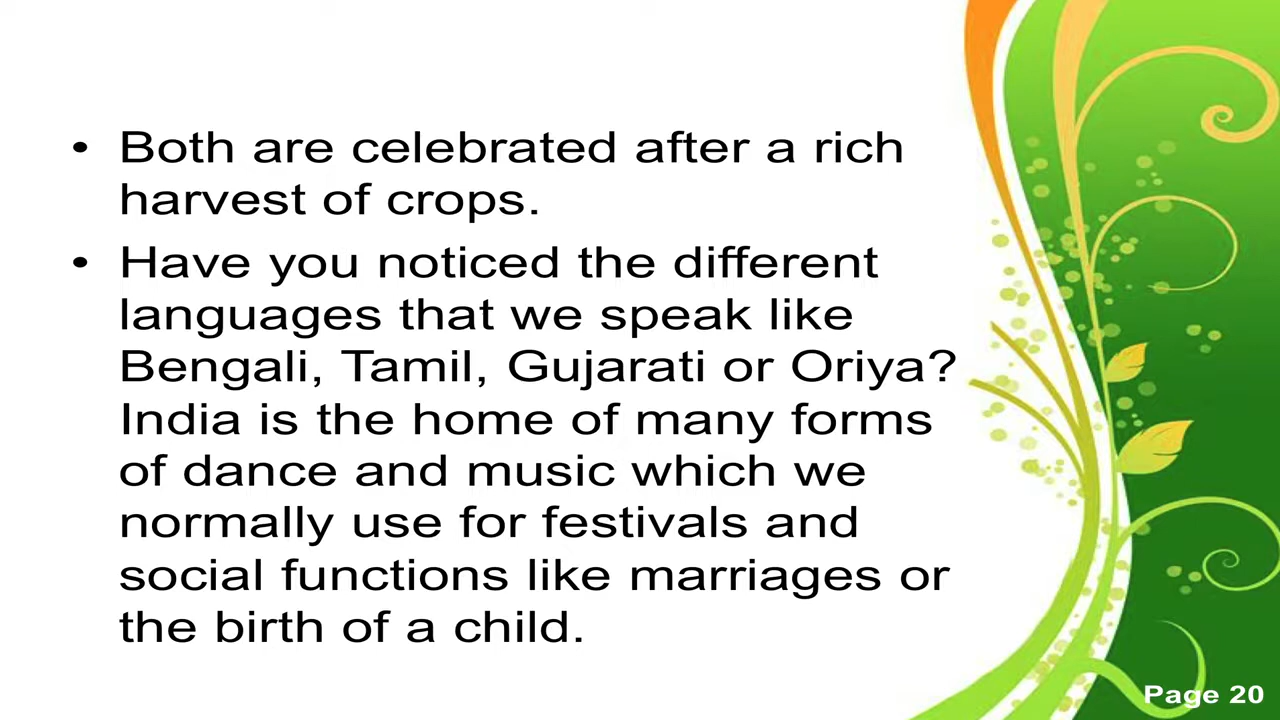 • Both are celebrated after a rich
harvest of crops.
• Have you noticed the different
languages that we speak like
Bengali, Tamil, Gujarati or Oriya?
India is the home of many forms
of dance and music which we
normally use for festivals and
social functions like marriages or
the birth of a child.
Page 20